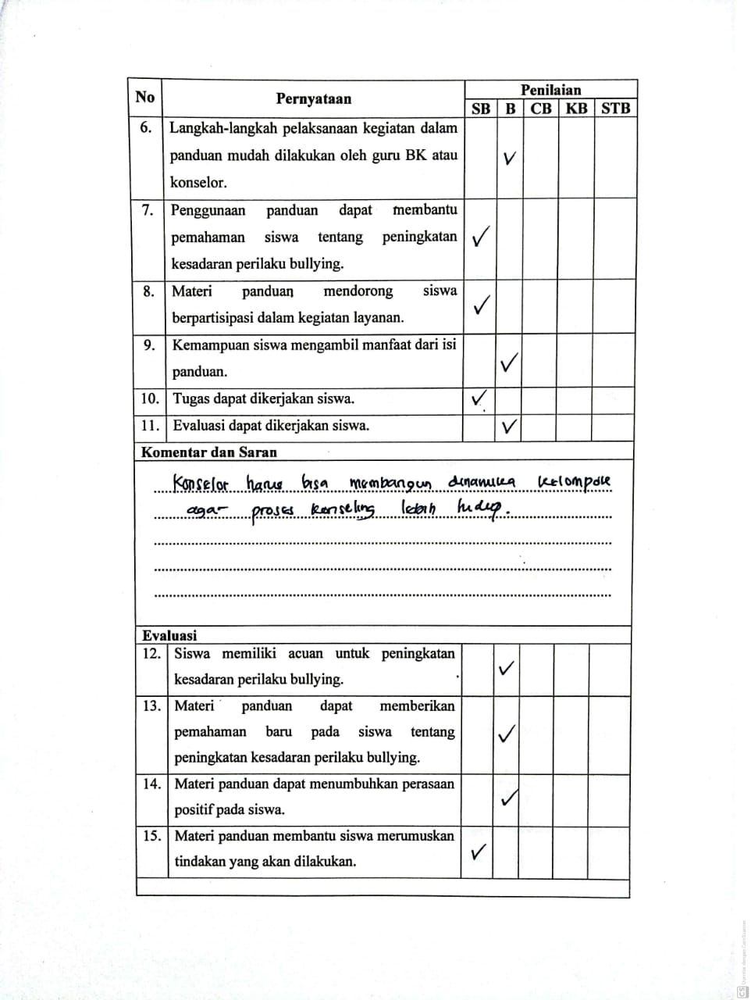 No Pernyataan Penilaian
SB B CB KB STB
6. Langkah-langkah pelaksanaan kegiatan dalam
panduan mudah dilakukan oleh guru BK atau
konselor.
7. Penggunaan panduan dapat membantu
pemahaman siswa tentang peningkatan
kesadaran perilaku bullying.
8. Materi panduan mendorong siswa
berpartisipasi dalam kegiatan layanan.
9. Kemampuan siswa mengambil manfaat dari isi
panduan.
10. Tugas dapat dikerjakan siswa.
11. Evaluasi dapat dikerjakan siswa.
Komentar dan Saran
Konselor harus bisa membangun dinamika kelompok
agar proses konseling lebih hidup.
Evaluasi
12. Siswa memiliki acuan untuk peningkatan
kesadaran perilaku bullying.
13. Materi panduan dapat memberikan
pemahaman baru pada siswa tentang
peningkatan kesadaran perilaku bullying.
14. Materi panduan dapat menumbuhkan perasaan
positif pada siswa.
15. Materi panduan membantu siswa merumuskan
tindakan yang akan dilakukan.
CS Dipindai dengan CamScanner